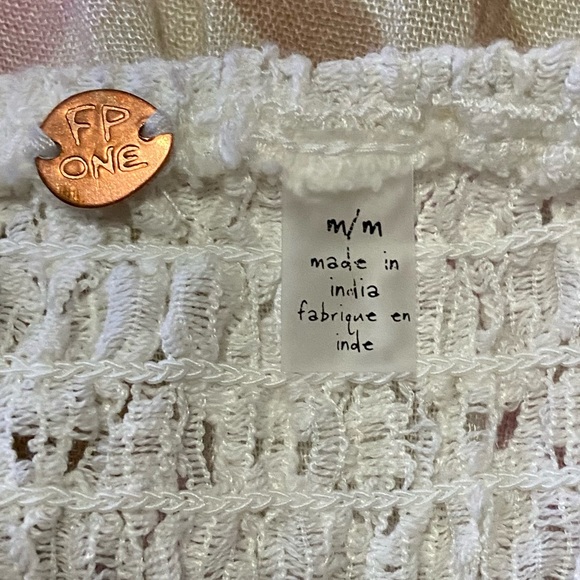 FP
ONE
m/m
made in
india
fabrique en
inde